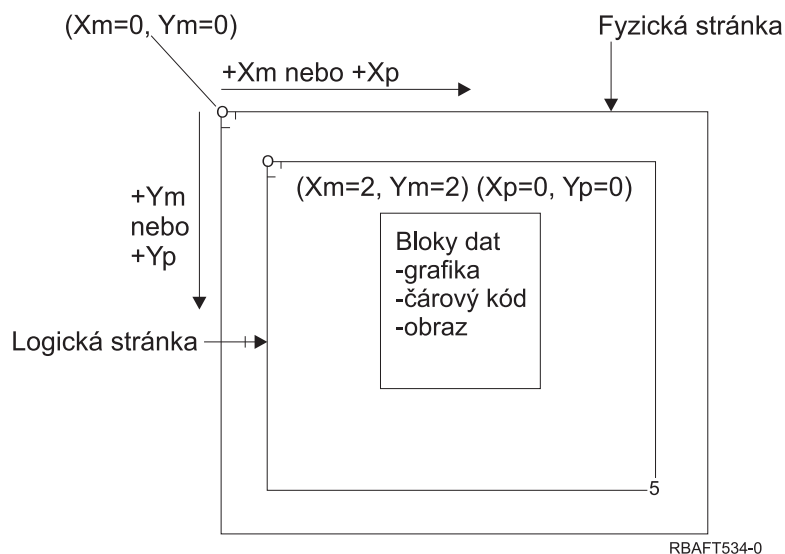 (Xm=0, Ym=0)
Fyzická stránka
+Xm nebo +Xp
+Ym
nebo
+Yp
(Xm=2, Ym=2) (Xp=0, Yp=0)
Bloky dat
-grafika
-čárový kód
-obraz
Logická stránka
5
RBAFT534-0